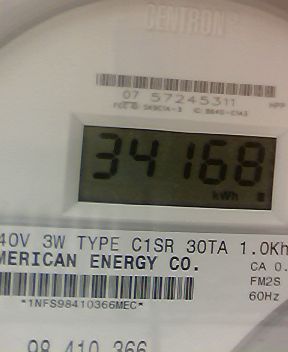 CENTRON
07 57245311
HPP
34168
kWh
40V 3W TYPE C1SR 30TA 1.0Kh
MERICAN ENERGY CO.
CA 0.
FM2S
60Hz
*1NFS98410366MEC*
98 410 366